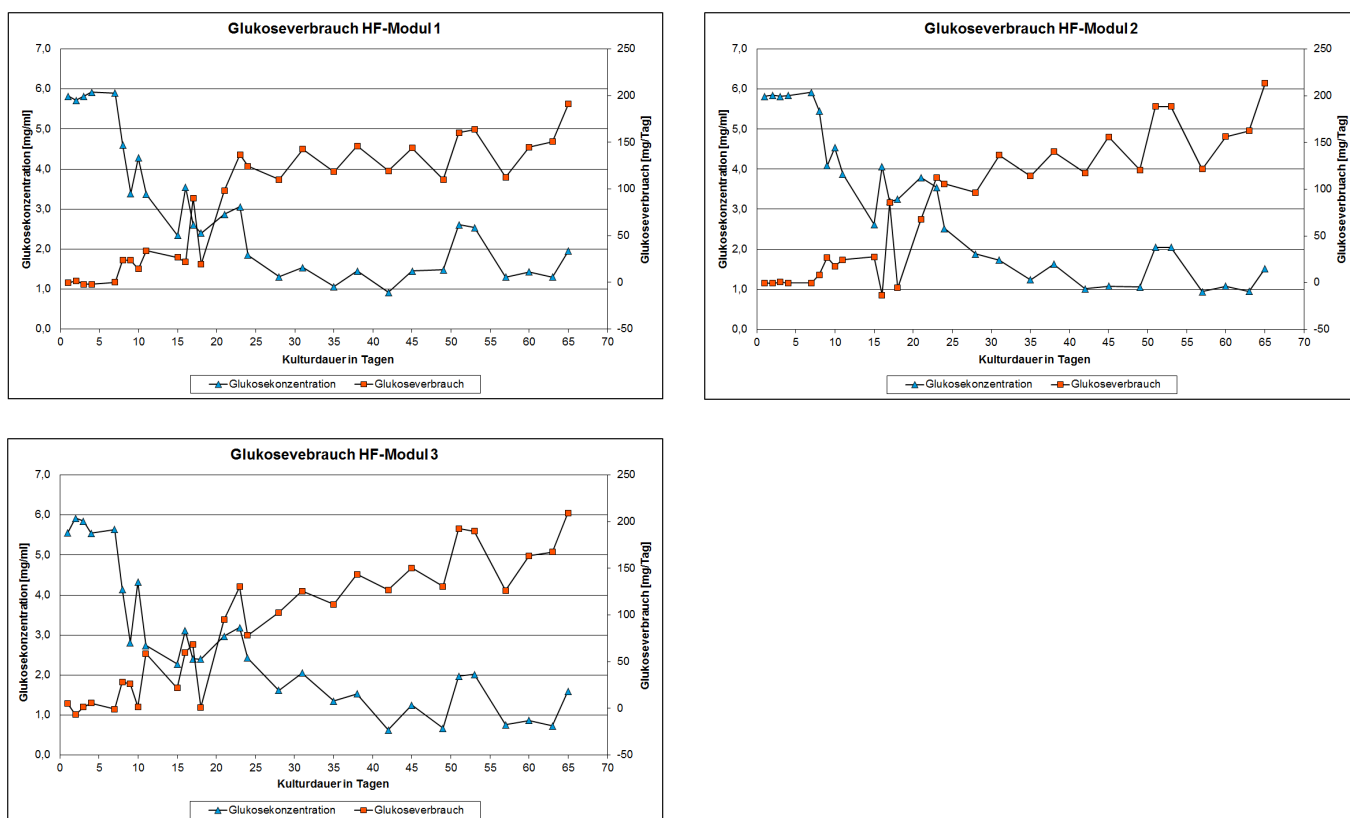 Glukoseverbrauch HF-Modul 1
7,0
6,0
5,0
4,0
3,0
2,0
1,0
0,0
Glukosekonzentration [mg/ml]
250
200
150
100
50
0
-50
Glukoseverbrauch [mg/Tag]
0 5 10 15 20 25 30 35 40 45 50 55 60 65 70
Kulturdauer in Tagen
Glukosekonzentration Glukoseverbrauch
Glukoseverbrauch HF-Modul 2
7,0
6,0
5,0
4,0
3,0
2,0
1,0
0,0
Glukosekonzentration [mg/ml]
250
200
150
100
50
0
-50
Glukoseverbruach [mg/Tag]
0 5 10 15 20 25 30 35 40 45 50 55 60 65 70
Kulturdauer in Tagen
Glukosekonzentration Glukoseverbrauch
Glukosevebrauch HF-Modul 3
7,0
6,0
5,0
4,0
3,0
2,0
1,0
0,0
Glukosekonzentration [mg/ml]
250
200
150
100
50
0
-50
Glukoseverbrauch [mg/Tag]
0 5 10 15 20 25 30 35 40 45 50 55 60 65 70
Kulturdauer in Tagen
Glukosekonzentration Glukoseverbrauch